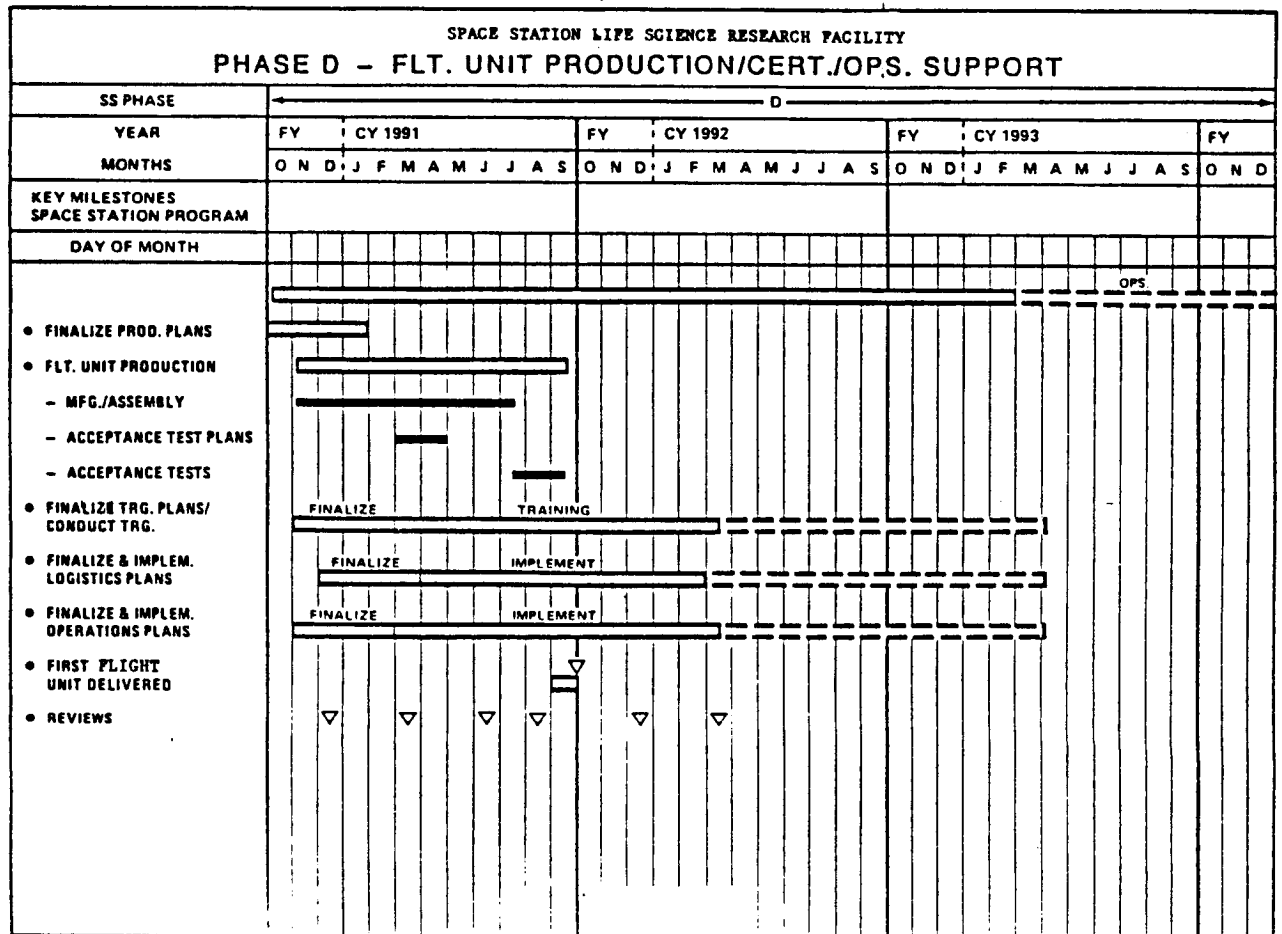 SPACE STATION LIFE SCIENCE RESEARCH FACILITY
PHASE D – FLT. UNIT PRODUCTION/CERT./OPS. SUPPORT
SS PHASE D
YEAR FY CY 1991 FY CY 1992 FY CY 1993 FY
MONTHS O N D J F M A M J J A S O N D J F M A M J J A S O N D J F M A M J J A S O N D
KEY MILESTONES
SPACE STATION PROGRAM
DAY OF MONTH
OPS.
• FINALIZE PROD. PLANS
• FLT. UNIT PRODUCTION
– MFG./ASSEMBLY
– ACCEPTANCE TEST PLANS
– ACCEPTANCE TESTS
• FINALIZE TRG. PLANS/
CONDUCT TRG.
FINALIZE TRAINING
• FINALIZE & IMPLEM.
LOGISTICS PLANS
FINALIZE IMPLEMENT
• FINALIZE & IMPLEM.
OPERATIONS PLANS
FINALIZE IMPLEMENT
• FIRST FLIGHT
UNIT DELIVERED
• REVIEWS